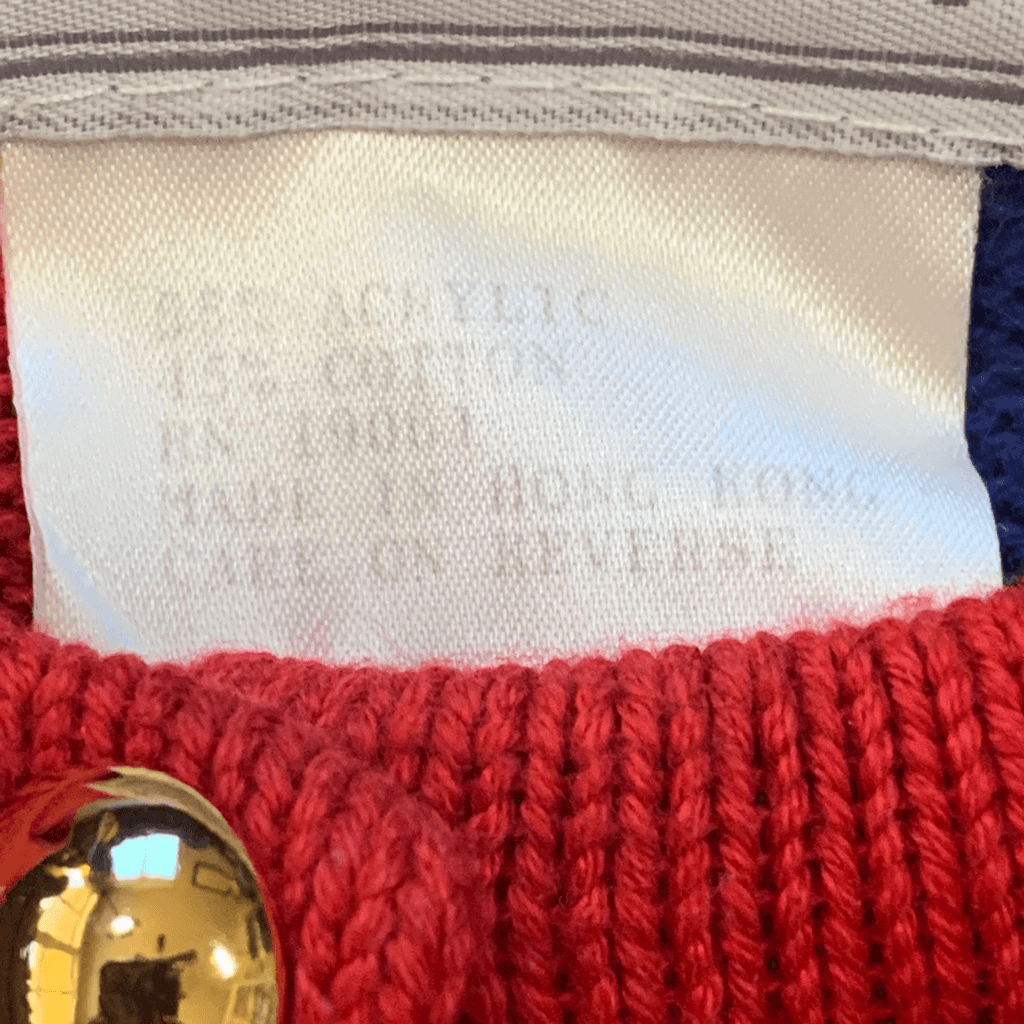 85% ACRYLIC
15% COTTON
RN
MADE IN HONG KONG
CARE ON REVERSE